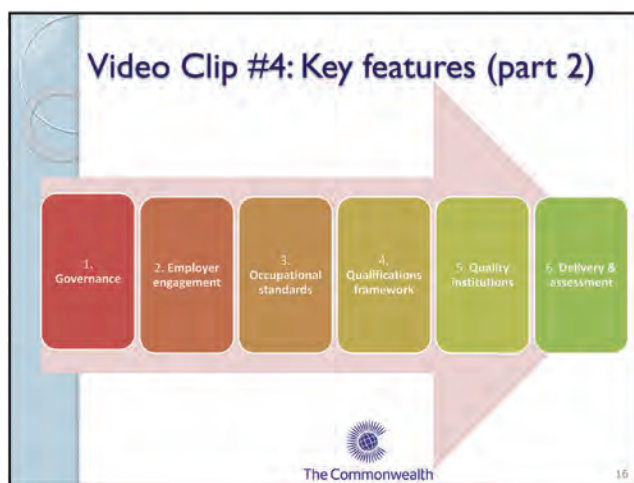 Video Clip #4: Key features (part 2)
1.
Governance
2. Employer
engagement
3.
Occupational
standards
4.
Qualifications
framework
5. Quality
institutions
6. Delivery &
assessment
The Commonwealth
16